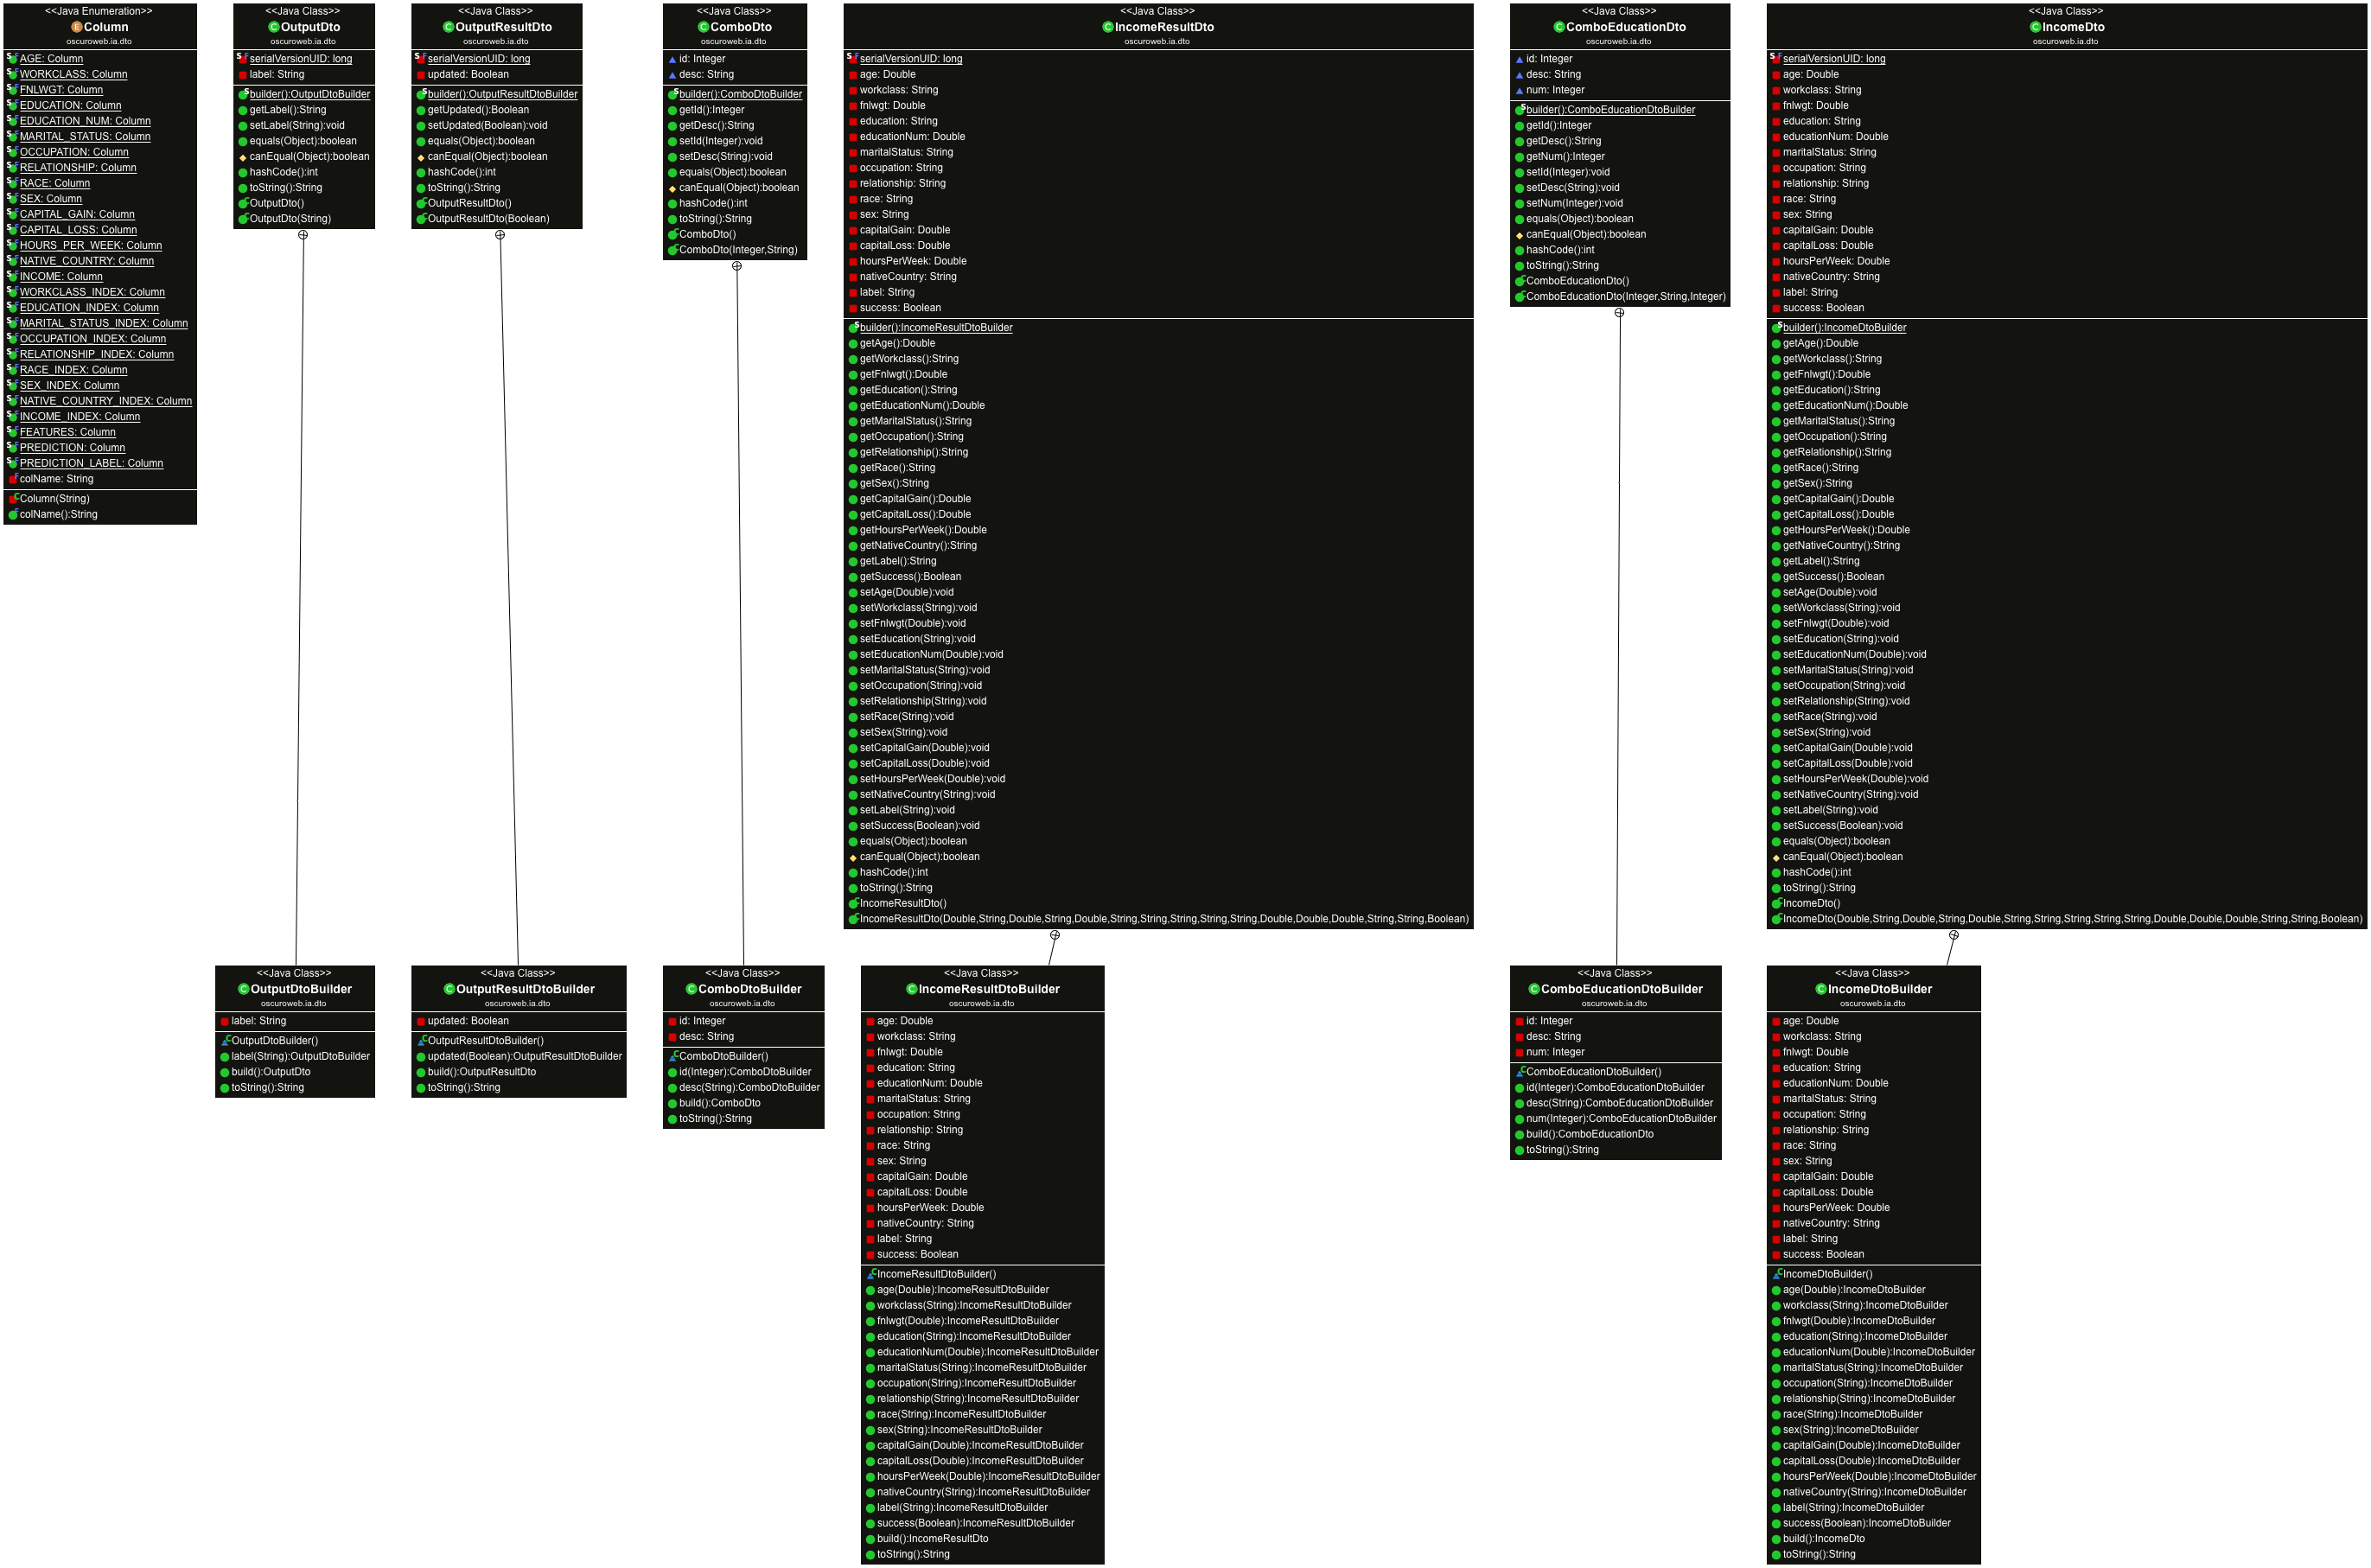 <<Java Enumeration>>
Column
oscuroweb.ia.dto
AGE: Column
WORKCLASS: Column
FNLWGT: Column
EDUCATION: Column
EDUCATION_NUM: Column
MARITAL_STATUS: Column
OCCUPATION: Column
RELATIONSHIP: Column
RACE: Column
SEX: Column
CAPITAL_GAIN: Column
CAPITAL_LOSS: Column
HOURS_PER_WEEK: Column
NATIVE_COUNTRY: Column
INCOME: Column
WORKCLASS_INDEX: Column
EDUCATION_INDEX: Column
MARITAL_STATUS_INDEX: Column
OCCUPATION_INDEX: Column
RELATIONSHIP_INDEX: Column
RACE_INDEX: Column
SEX_INDEX: Column
NATIVE_COUNTRY_INDEX: Column
INCOME_INDEX: Column
FEATURES: Column
PREDICTION: Column
PREDICTION_LABEL: Column
colName: String
Column(String)
colName():String
<<Java Class>>
OutputDto
oscuroweb.ia.dto
serialVersionUID: long
label: String
builder():OutputDtoBuilder
getLabel():String
setLabel(String):void
equals(Object):boolean
canEqual(Object):boolean
hashCode():int
toString():String
OutputDto()
OutputDto(String)
<<Java Class>>
OutputResultDto
oscuroweb.ia.dto
serialVersionUID: long
updated: Boolean
builder():OutputResultDtoBuilder
getUpdated():Boolean
setUpdated(Boolean):void
equals(Object):boolean
canEqual(Object):boolean
hashCode():int
toString():String
OutputResultDto()
OutputResultDto(Boolean)
<<Java Class>>
ComboDto
oscuroweb.ia.dto
id: Integer
desc: String
builder():ComboDtoBuilder
getId():Integer
getDesc():String
setId(Integer):void
setDesc(String):void
equals(Object):boolean
canEqual(Object):boolean
hashCode():int
toString():String
ComboDto()
ComboDto(Integer,String)
<<Java Class>>
IncomeResultDto
oscuroweb.ia.dto
serialVersionUID: long
age: Double
workclass: String
fnlwgt: Double
education: String
educationNum: Double
maritalStatus: String
occupation: String
relationship: String
race: String
sex: String
capitalGain: Double
capitalLoss: Double
hoursPerWeek: Double
nativeCountry: String
label: String
success: Boolean
builder():IncomeResultDtoBuilder
getAge():Double
getWorkclass():String
getFnlwgt():Double
getEducation():String
getEducationNum():Double
getMaritalStatus():String
getOccupation():String
getRelationship():String
getRace():String
getSex():String
getCapitalGain():Double
getCapitalLoss():Double
getHoursPerWeek():Double
getNativeCountry():String
getLabel():String
getSuccess():Boolean
setAge(Double):void
setWorkclass(String):void
setFnlwgt(Double):void
setEducation(String):void
setEducationNum(Double):void
setMaritalStatus(String):void
setOccupation(String):void
setRelationship(String):void
setRace(String):void
setSex(String):void
setCapitalGain(Double):void
setCapitalLoss(Double):void
setHoursPerWeek(Double):void
setNativeCountry(String):void
setLabel(String):void
setSuccess(Boolean):void
equals(Object):boolean
canEqual(Object):boolean
hashCode():int
toString():String
IncomeResultDto()
IncomeResultDto(Double,String,Double,String,Double,String,String,String,String,String,Double,Double,Double,String,String,Boolean)
<<Java Class>>
ComboEducationDto
oscuroweb.ia.dto
id: Integer
desc: String
num: Integer
builder():ComboEducationDtoBuilder
getId():Integer
getDesc():String
getNum():Integer
setId(Integer):void
setDesc(String):void
setNum(Integer):void
equals(Object):boolean
canEqual(Object):boolean
hashCode():int
toString():String
ComboEducationDto()
ComboEducationDto(Integer,String,Integer)
<<Java Class>>
IncomeDto
oscuroweb.ia.dto
serialVersionUID: long
age: Double
workclass: String
fnlwgt: Double
education: String
educationNum: Double
maritalStatus: String
occupation: String
relationship: String
race: String
sex: String
capitalGain: Double
capitalLoss: Double
hoursPerWeek: Double
nativeCountry: String
label: String
success: Boolean
builder():IncomeDtoBuilder
getAge():Double
getWorkclass():String
getFnlwgt():Double
getEducation():String
getEducationNum():Double
getMaritalStatus():String
getOccupation():String
getRelationship():String
getRace():String
getSex():String
getCapitalGain():Double
getCapitalLoss():Double
getHoursPerWeek():Double
getNativeCountry():String
getLabel():String
getSuccess():Boolean
setAge(Double):void
setWorkclass(String):void
setFnlwgt(Double):void
setEducation(String):void
setEducationNum(Double):void
setMaritalStatus(String):void
setOccupation(String):void
setRelationship(String):void
setRace(String):void
setSex(String):void
setCapitalGain(Double):void
setCapitalLoss(Double):void
setHoursPerWeek(Double):void
setNativeCountry(String):void
setLabel(String):void
setSuccess(Boolean):void
equals(Object):boolean
canEqual(Object):boolean
hashCode():int
toString():String
IncomeDto()
IncomeDto(Double,String,Double,String,Double,String,String,String,String,String,Double,Double,Double,String,String,Boolean)
<<Java Class>>
OutputDtoBuilder
oscuroweb.ia.dto
label: String
OutputDtoBuilder()
label(String):OutputDtoBuilder
build():OutputDto
toString():String
<<Java Class>>
OutputResultDtoBuilder
oscuroweb.ia.dto
updated: Boolean
OutputResultDtoBuilder()
updated(Boolean):OutputResultDtoBuilder
build():OutputResultDto
toString():String
<<Java Class>>
ComboDtoBuilder
oscuroweb.ia.dto
id: Integer
desc: String
ComboDtoBuilder()
id(Integer):ComboDtoBuilder
desc(String):ComboDtoBuilder
build():ComboDto
toString():String
<<Java Class>>
IncomeResultDtoBuilder
oscuroweb.ia.dto
age: Double
workclass: String
fnlwgt: Double
education: String
educationNum: Double
maritalStatus: String
occupation: String
relationship: String
race: String
sex: String
capitalGain: Double
capitalLoss: Double
hoursPerWeek: Double
nativeCountry: String
label: String
success: Boolean
IncomeResultDtoBuilder()
age(Double):IncomeResultDtoBuilder
workclass(String):IncomeResultDtoBuilder
fnlwgt(Double):IncomeResultDtoBuilder
education(String):IncomeResultDtoBuilder
educationNum(Double):IncomeResultDtoBuilder
maritalStatus(String):IncomeResultDtoBuilder
occupation(String):IncomeResultDtoBuilder
relationship(String):IncomeResultDtoBuilder
race(String):IncomeResultDtoBuilder
sex(String):IncomeResultDtoBuilder
capitalGain(Double):IncomeResultDtoBuilder
capitalLoss(Double):IncomeResultDtoBuilder
hoursPerWeek(Double):IncomeResultDtoBuilder
nativeCountry(String):IncomeResultDtoBuilder
label(String):IncomeResultDtoBuilder
success(Boolean):IncomeResultDtoBuilder
build():IncomeResultDto
toString():String
<<Java Class>>
ComboEducationDtoBuilder
oscuroweb.ia.dto
id: Integer
desc: String
num: Integer
ComboEducationDtoBuilder()
id(Integer):ComboEducationDtoBuilder
desc(String):ComboEducationDtoBuilder
num(Integer):ComboEducationDtoBuilder
build():ComboEducationDto
toString():String
<<Java Class>>
IncomeDtoBuilder
oscuroweb.ia.dto
age: Double
workclass: String
fnlwgt: Double
education: String
educationNum: Double
maritalStatus: String
occupation: String
relationship: String
race: String
sex: String
capitalGain: Double
capitalLoss: Double
hoursPerWeek: Double
nativeCountry: String
label: String
success: Boolean
IncomeDtoBuilder()
age(Double):IncomeDtoBuilder
workclass(String):IncomeDtoBuilder
fnlwgt(Double):IncomeDtoBuilder
education(String):IncomeDtoBuilder
educationNum(Double):IncomeDtoBuilder
maritalStatus(String):IncomeDtoBuilder
occupation(String):IncomeDtoBuilder
relationship(String):IncomeDtoBuilder
race(String):IncomeDtoBuilder
sex(String):IncomeDtoBuilder
capitalGain(Double):IncomeDtoBuilder
capitalLoss(Double):IncomeDtoBuilder
hoursPerWeek(Double):IncomeDtoBuilder
nativeCountry(String):IncomeDtoBuilder
label(String):IncomeDtoBuilder
success(Boolean):IncomeDtoBuilder
build():IncomeDto
toString():String